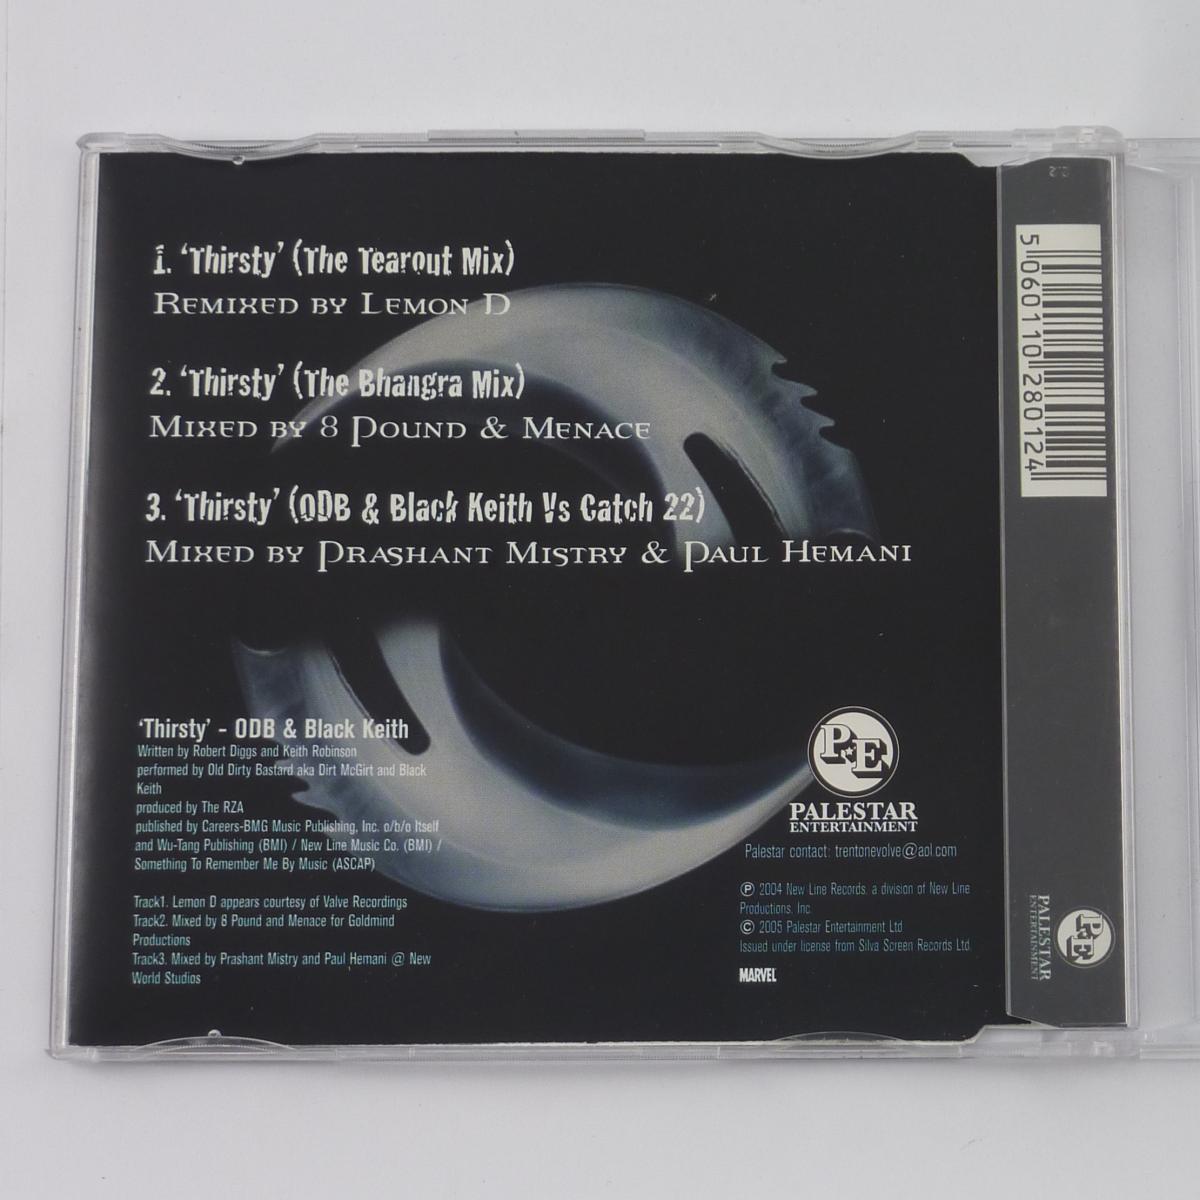 1. 'Thirsty' (The Tearout Mix)
Remixed by Lemon D
2. 'Thirsty' (The Bhangra Mix)
Mixed by 8 Pound & Menace
3. 'Thirsty' (ODB & Black Keith Vs Catch 22)
Mixed by Prashant Mistry & Paul Hemani
'Thirsty' - ODB & Black Keith
Written by Robert Diggs and Keith Robinson
performed by Old Dirty Bastard aka Dirt McGirt and Black
Keith
produced by The RZA
published by Careers-BMG Music Publishing, Inc. o/b/o Itself
and Wu-Tang Publishing (BMI) / New Line Music Co. (BMI) /
Something To Remember Me By Music (ASCAP)
Track1. Lemon D appears courtesy of Valve Recordings
Track2. Mixed by 8 Pound and Menace for Goldmind
Productions
Track3. Mixed by Prashant Mistry and Paul Hemani @ New
World Studios
P★E
PALESTAR
ENTERTAINMENT
Palestar contact: trentonevolve@aol.com
℗ 2004 New Line Records, a division of New Line
Productions, Inc.
© 2005 Palestar Entertainment Ltd
Issued under license from Silva Screen Records Ltd.
MARVEL
5 060110 280124
P★E
PALESTAR
ENTERTAINMENT